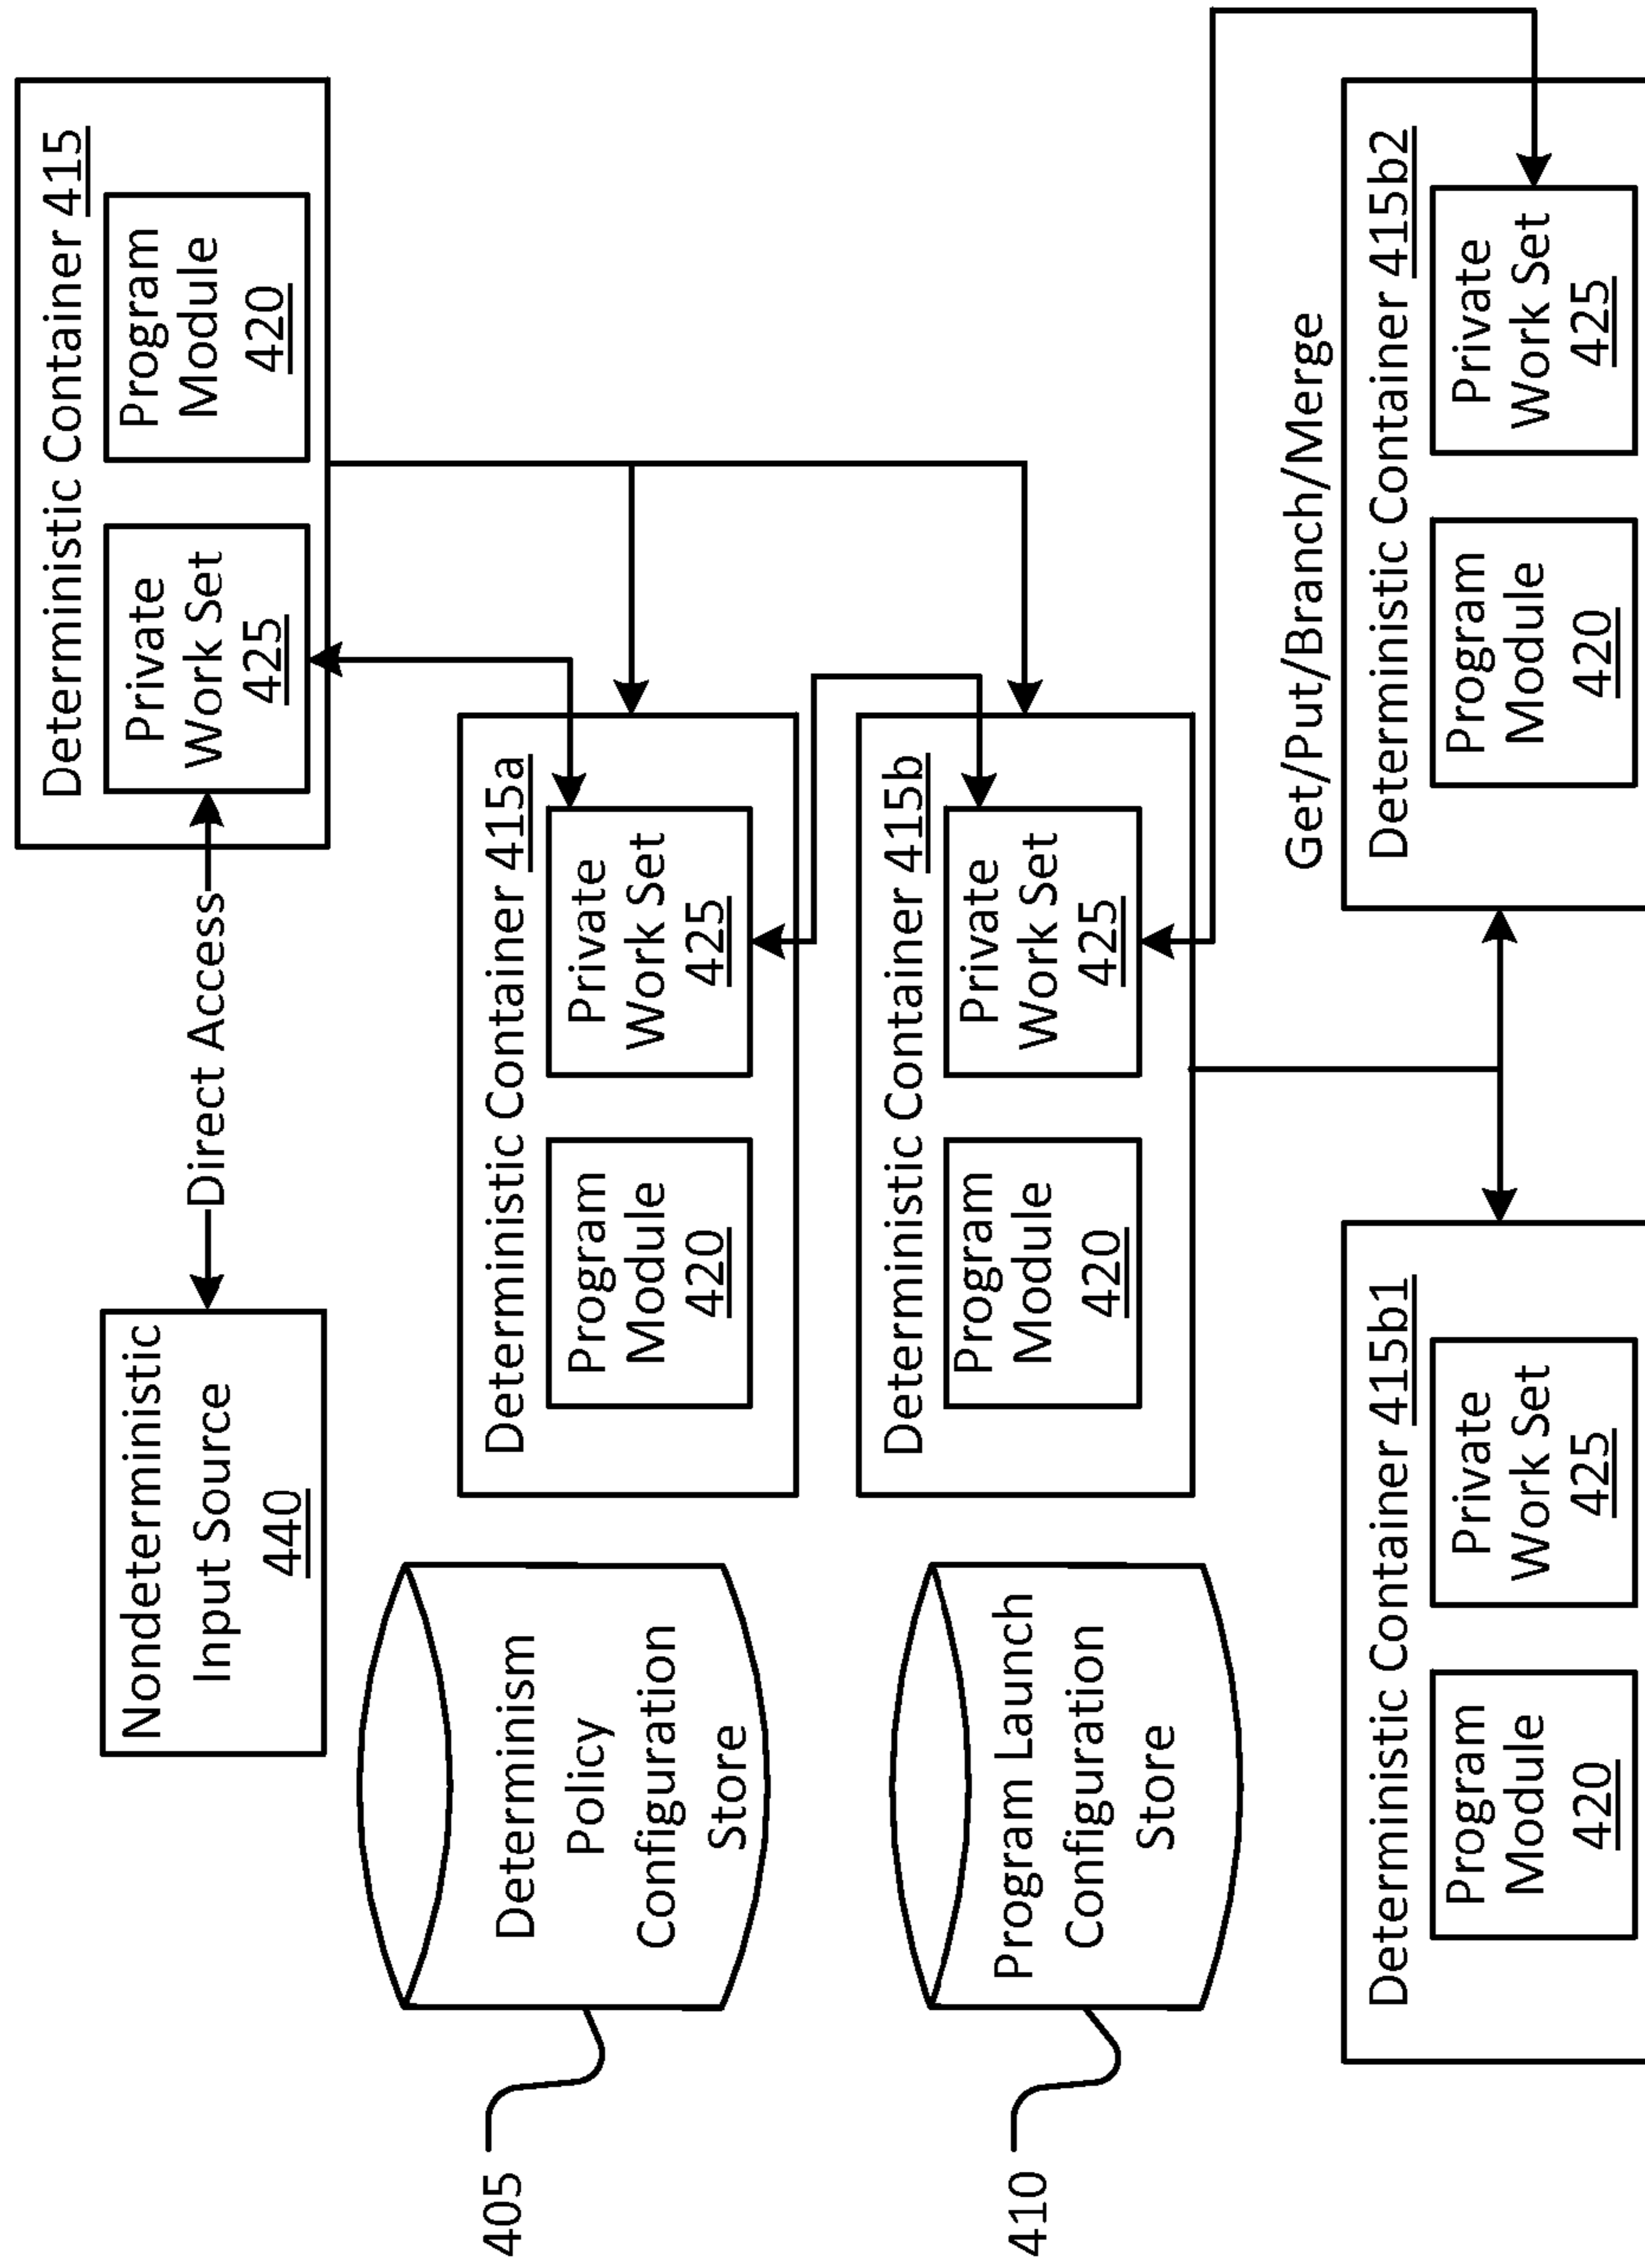 Nondeterministic
Input Source
440
Direct Access
Deterministic Container 415
Private
Work Set
425
Program
Module
420
405
Determinism
Policy
Configuration
Store
Deterministic Container 415a
Program
Module
420
Private
Work Set
425
410
Program Launch
Configuration
Store
Deterministic Container 415b
Program
Module
420
Private
Work Set
425
Get/Put/Branch/Merge
Deterministic Container 415b1
Program
Module
420
Private
Work Set
425
Deterministic Container 415b2
Program
Module
420
Private
Work Set
425